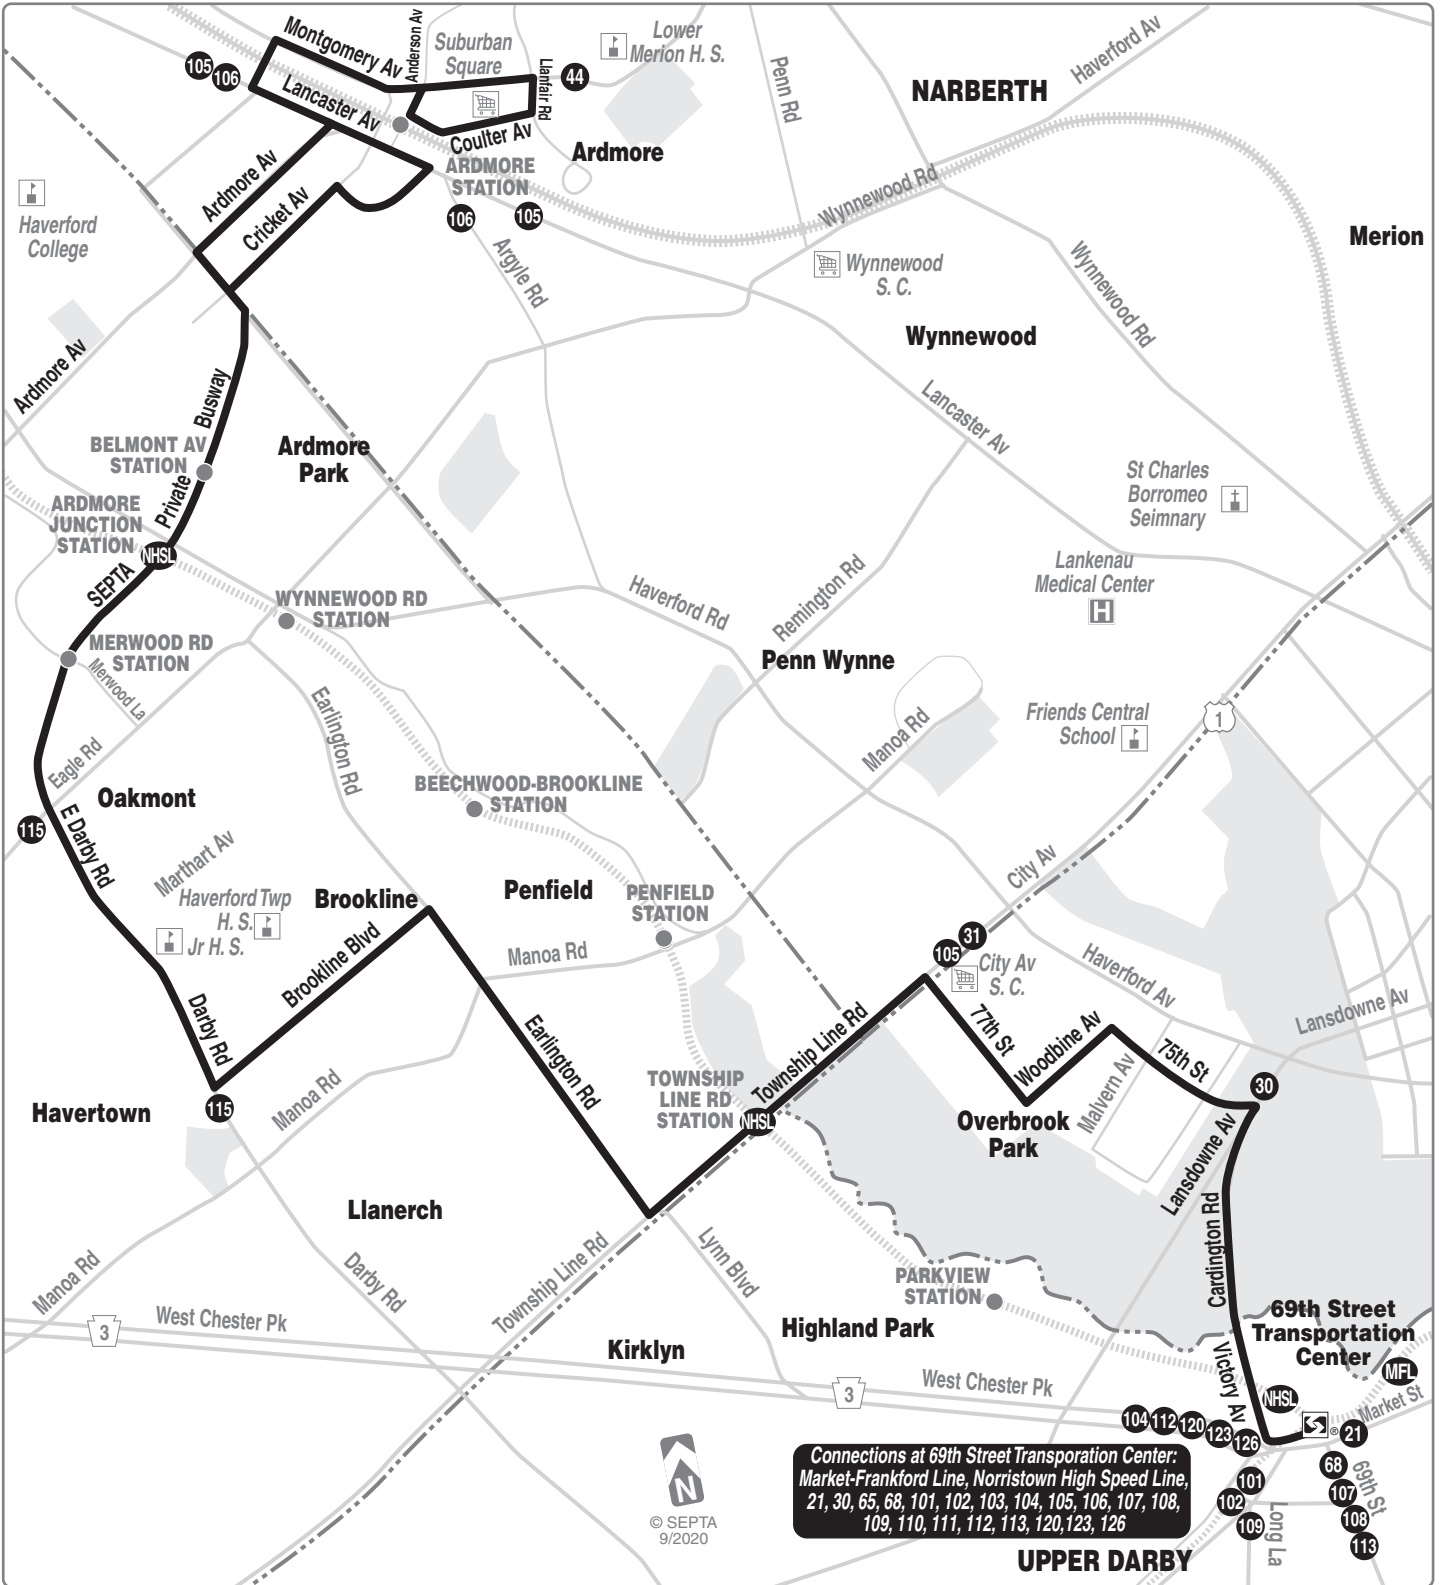 Montgomery Av
Anderson Av
Suburban
Square
Llanfair Rd
44
Lower
Merion H. S.
Penn Rd
NARBERTH
Haverford Av
105
106
Lancaster Av
Coulter Av
ARDMORE
STATION
Ardmore
106
105
Ardmore Av
Cricket Av
Haverford
College
Argyle Rd
Wynnewood Rd
Merion
Wynnewood
S. C.
Wynnewood Rd
Wynnewood
Ardmore Av
Busway
Private
SEPTA
BELMONT AV
STATION
Ardmore
Park
Lancaster Av
ARDMORE
JUNCTION
STATION
NHSL
St Charles
Borromeo
Seimnary
Lankenau
Medical Center
H
WYNNEWOOD RD
STATION
Haverford Rd
Remington Rd
MERWOOD RD
STATION
Merwood La
Penn Wynne
Earlington Rd
Manoa Rd
Friends Central
School
1
Eagle Rd
Oakmont
BEECHWOOD-BROOKLINE
STATION
115
E Darby Rd
Marthart Av
Haverford Twp
H. S.
Jr H. S.
Brookline
Penfield
PENFIELD
STATION
City Av
31
105
City Av
S. C.
Haverford Av
Brookline Blvd
Manoa Rd
Darby Rd
Earlington Rd
Township Line Rd
77th St
Woodbine Av
75th St
Lansdowne Av
Malvern Av
30
Havertown
115
Manoa Rd
TOWNSHIP
LINE RD
STATION
NHSL
Overbrook
Park
Lansdowne Av
Llanerch
Cardington Rd
Manoa Rd
Darby Rd
Township Line Rd
Lynn Blvd
PARKVIEW
STATION
3
West Chester Pk
Kirklyn
Highland Park
69th Street
Transportation
Center
MFL
Victory Av
NHSL
3
West Chester Pk
Market St
104
112
120
123
126
®
21
Connections at 69th Street Transporation Center:
Market-Frankford Line, Norristown High Speed Line,
21, 30, 65, 68, 101, 102, 103, 104, 105, 106, 107, 108,
109, 110, 111, 112, 113, 120,123, 126
101
102
109
Long La
68
69th St
107
108
113
N
© SEPTA
9/2020
UPPER DARBY